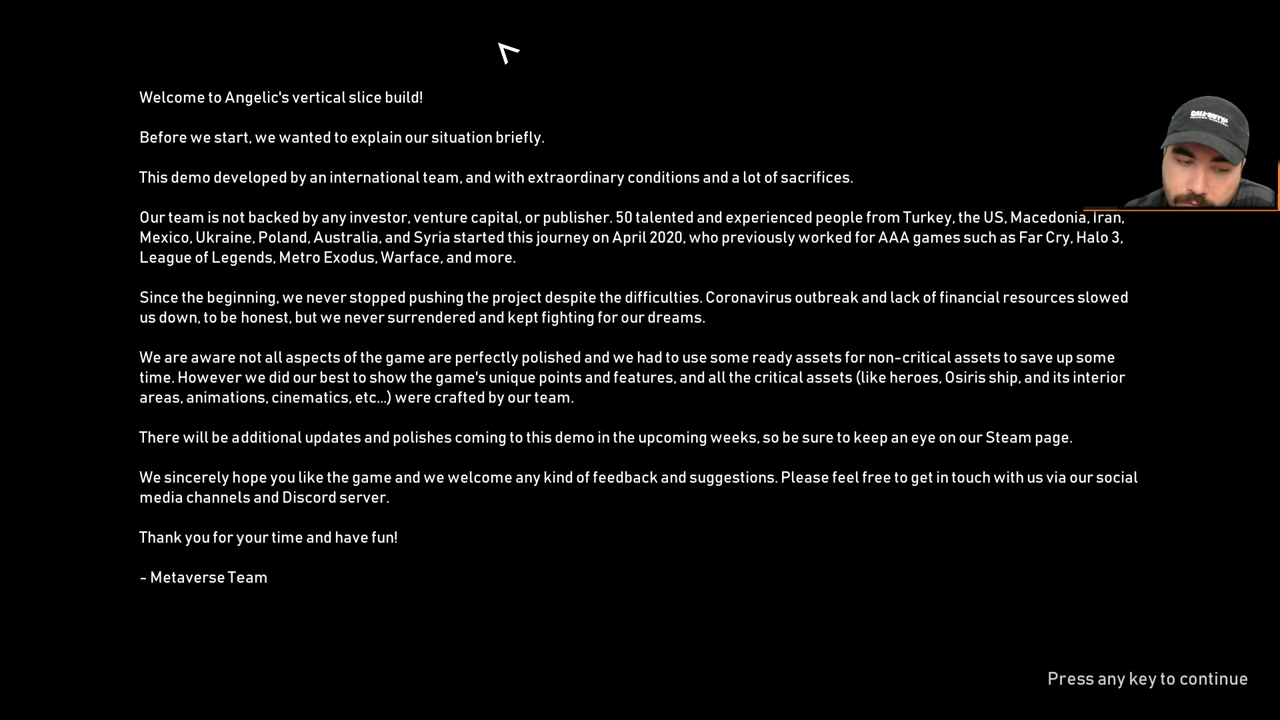 Welcome to Angelic's vertical slice build!
Before we start, we wanted to explain our situation briefly.
This demo developed by an international team, and with extraordinary conditions and a lot of sacrifices.
Our team is not backed by any investor, venture capital, or publisher. 50 talented and experienced people from Turkey, the US, Macedonia, Iran,
Mexico, Ukraine, Poland, Australia, and Syria started this journey on April 2020, who previously worked for AAA games such as Far Cry, Halo 3,
League of Legends, Metro Exodus, Warface, and more.
Since the beginning, we never stopped pushing the project despite the difficulties. Coronavirus outbreak and lack of financial resources slowed
us down, to be honest, but we never surrendered and kept fighting for our dreams.
We are aware not all aspects of the game are perfectly polished and we had to use some ready assets for non-critical assets to save up some
time. However we did our best to show the game's unique points and features, and all the critical assets (like heroes, Osiris ship, and its interior
areas, animations, cinematics, etc...) were crafted by our team.
There will be additional updates and polishes coming to this demo in the upcoming weeks, so be sure to keep an eye on our Steam page.
We sincerely hope you like the game and we welcome any kind of feedback and suggestions. Please feel free to get in touch with us via our social
media channels and Discord server.
Thank you for your time and have fun!
- Metaverse Team
Press any key to continue